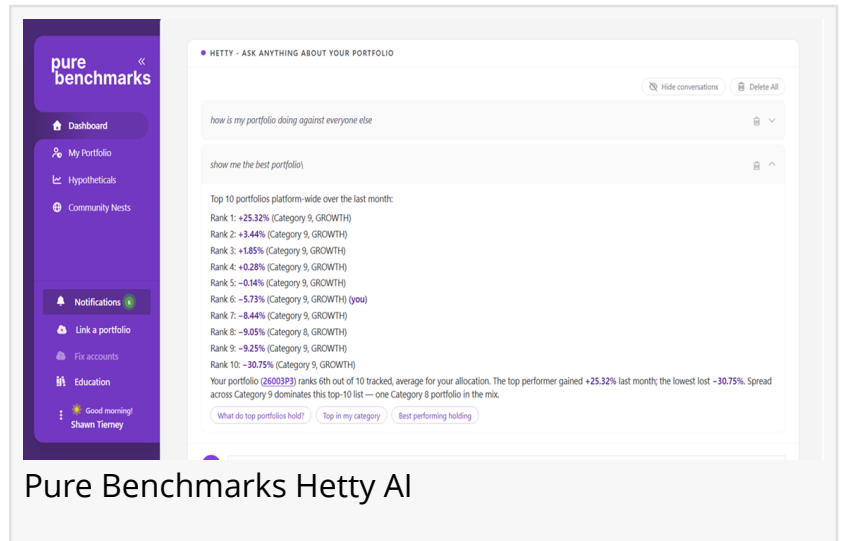 pure
benchmarks
«
Dashboard
My Portfolio
Hypotheticals
Community Nests
Notifications 6
Link a portfolio
Fix accounts
Education
Good morning!
Shawn Tierney
HETTY - ASK ANYTHING ABOUT YOUR PORTFOLIO
Hide conversations
Delete All
how is my portfolio doing against everyone else
show me the best portfolio\
Top 10 portfolios platform-wide over the last month:
Rank 1: +25.32% (Category 9, GROWTH)
Rank 2: +3.44% (Category 9, GROWTH)
Rank 3: +1.85% (Category 9, GROWTH)
Rank 4: +0.28% (Category 9, GROWTH)
Rank 5: −0.14% (Category 9, GROWTH)
Rank 6: −5.73% (Category 9, GROWTH) (you)
Rank 7: −8.44% (Category 9, GROWTH)
Rank 8: −9.05% (Category 8, GROWTH)
Rank 9: −9.25% (Category 9, GROWTH)
Rank 10: −30.75% (Category 9, GROWTH)
Your portfolio (26003P3) ranks 6th out of 10 tracked, average for your allocation. The top performer gained +25.32% last month; the lowest lost −30.75%. Spread
across Category 9 dominates this top-10 list — one Category 8 portfolio in the mix.
What do top portfolios hold?
Top in my category
Best performing holding
Pure Benchmarks Hetty AI